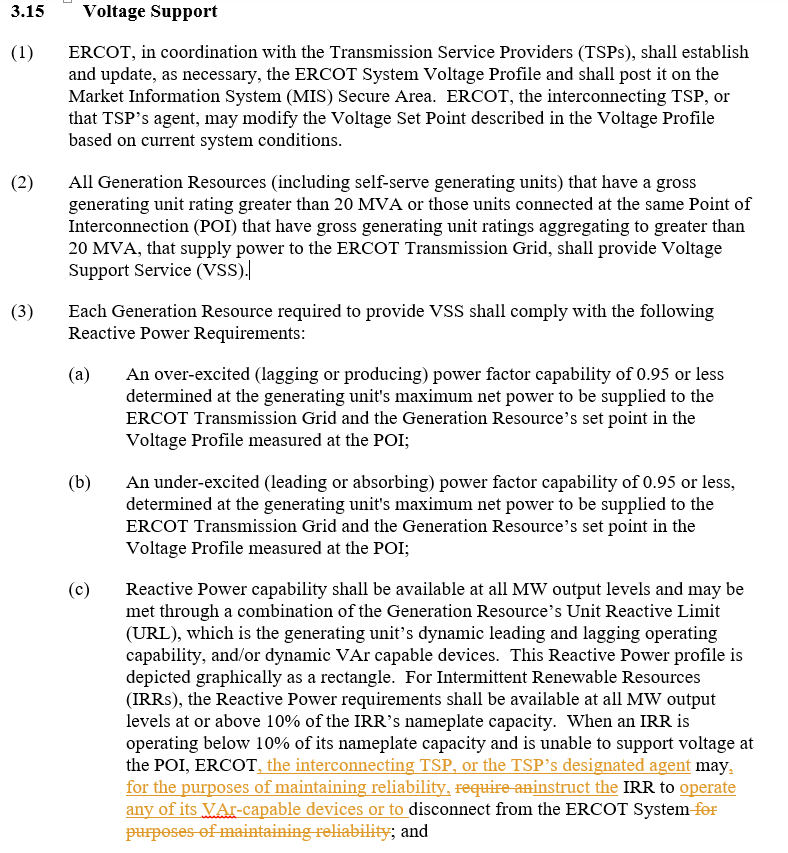 3.15 Voltage Support
(1) ERCOT, in coordination with the Transmission Service Providers (TSPs), shall establish
and update, as necessary, the ERCOT System Voltage Profile and shall post it on the
Market Information System (MIS) Secure Area.  ERCOT, the interconnecting TSP, or
that TSP’s agent, may modify the Voltage Set Point described in the Voltage Profile
based on current system conditions.
(2) All Generation Resources (including self-serve generating units) that have a gross
generating unit rating greater than 20 MVA or those units connected at the same Point of
Interconnection (POI) that have gross generating unit ratings aggregating to greater than
20 MVA, that supply power to the ERCOT Transmission Grid, shall provide Voltage
Support Service (VSS).
(3) Each Generation Resource required to provide VSS shall comply with the following
Reactive Power Requirements:
(a) An over-excited (lagging or producing) power factor capability of 0.95 or less
determined at the generating unit's maximum net power to be supplied to the
ERCOT Transmission Grid and the Generation Resource’s set point in the
Voltage Profile measured at the POI;
(b) An under-excited (leading or absorbing) power factor capability of 0.95 or less,
determined at the generating unit's maximum net power to be supplied to the
ERCOT Transmission Grid and the Generation Resource’s set point in the
Voltage Profile measured at the POI;
(c) Reactive Power capability shall be available at all MW output levels and may be
met through a combination of the Generation Resource’s Unit Reactive Limit
(URL), which is the generating unit’s dynamic leading and lagging operating
capability, and/or dynamic VAr capable devices.  This Reactive Power profile is
depicted graphically as a rectangle.  For Intermittent Renewable Resources
(IRRs), the Reactive Power requirements shall be available at all MW output
levels at or above 10% of the IRR’s nameplate capacity.  When an IRR is
operating below 10% of its nameplate capacity and is unable to support voltage at
the POI, ERCOT, the interconnecting TSP, or the TSP’s designated agent may,
for the purposes of maintaining reliability, require aninstruct the IRR to operate
any of its VAr-capable devices or to disconnect from the ERCOT System for
purposes of maintaining reliability; and